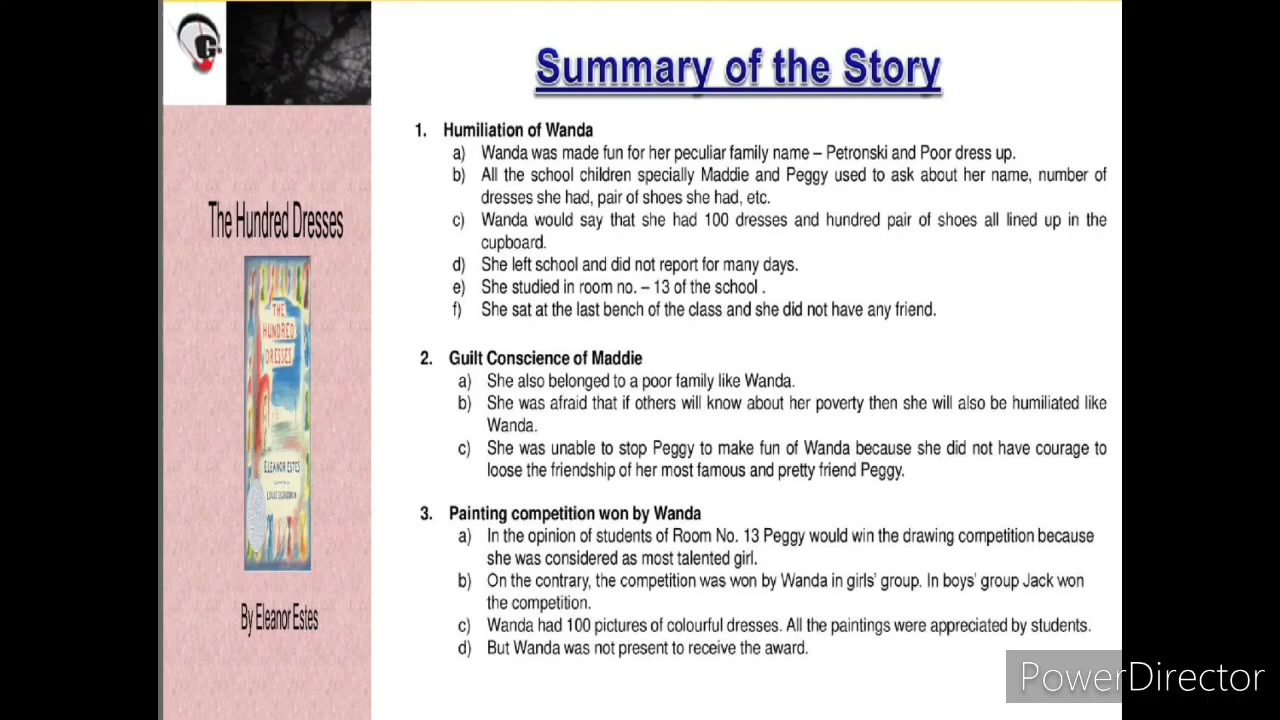 G
Summary of the Story
1. Humiliation of Wanda
a) Wanda was made fun for her peculiar family name – Petronski and Poor dress up.
b) All the school children specially Maddie and Peggy used to ask about her name, number of
dresses she had, pair of shoes she had, etc.
c) Wanda would say that she had 100 dresses and hundred pair of shoes all lined up in the
cupboard.
d) She left school and did not report for many days.
e) She studied in room no. – 13 of the school .
f) She sat at the last bench of the class and she did not have any friend.
2. Guilt Conscience of Maddie
a) She also belonged to a poor family like Wanda.
b) She was afraid that if others will know about her poverty then she will also be humiliated like
Wanda.
c) She was unable to stop Peggy to make fun of Wanda because she did not have courage to
loose the friendship of her most famous and pretty friend Peggy.
3. Painting competition won by Wanda
a) In the opinion of students of Room No. 13 Peggy would win the drawing competition because
she was considered as most talented girl.
b) On the contrary, the competition was won by Wanda in girls' group. In boys' group Jack won
the competition.
c) Wanda had 100 pictures of colourful dresses. All the paintings were appreciated by students.
d) But Wanda was not present to receive the award.
The Hundred Dresses
THE
HUNDRED
DRESSES
ELEANOR ESTES
By Eleanor Estes
PowerDirector